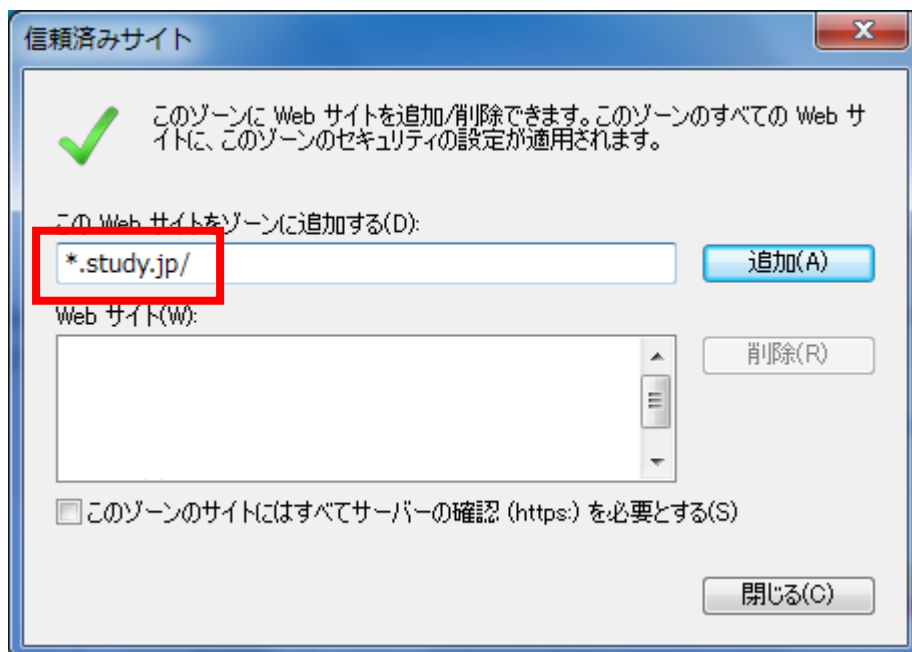 信頼済みサイト
このゾーンに Web サイトを追加/削除できます。このゾーンのすべての Web サ
イトに、このゾーンのセキュリティの設定が適用されます。
この Web サイトをゾーンに追加する(D):
*.study.jp/
追加(A)
Web サイト(W):
削除(R)
このゾーンのサイトにはすべてサーバーの確認 (https:) を必要とする(S)
閉じる(C)